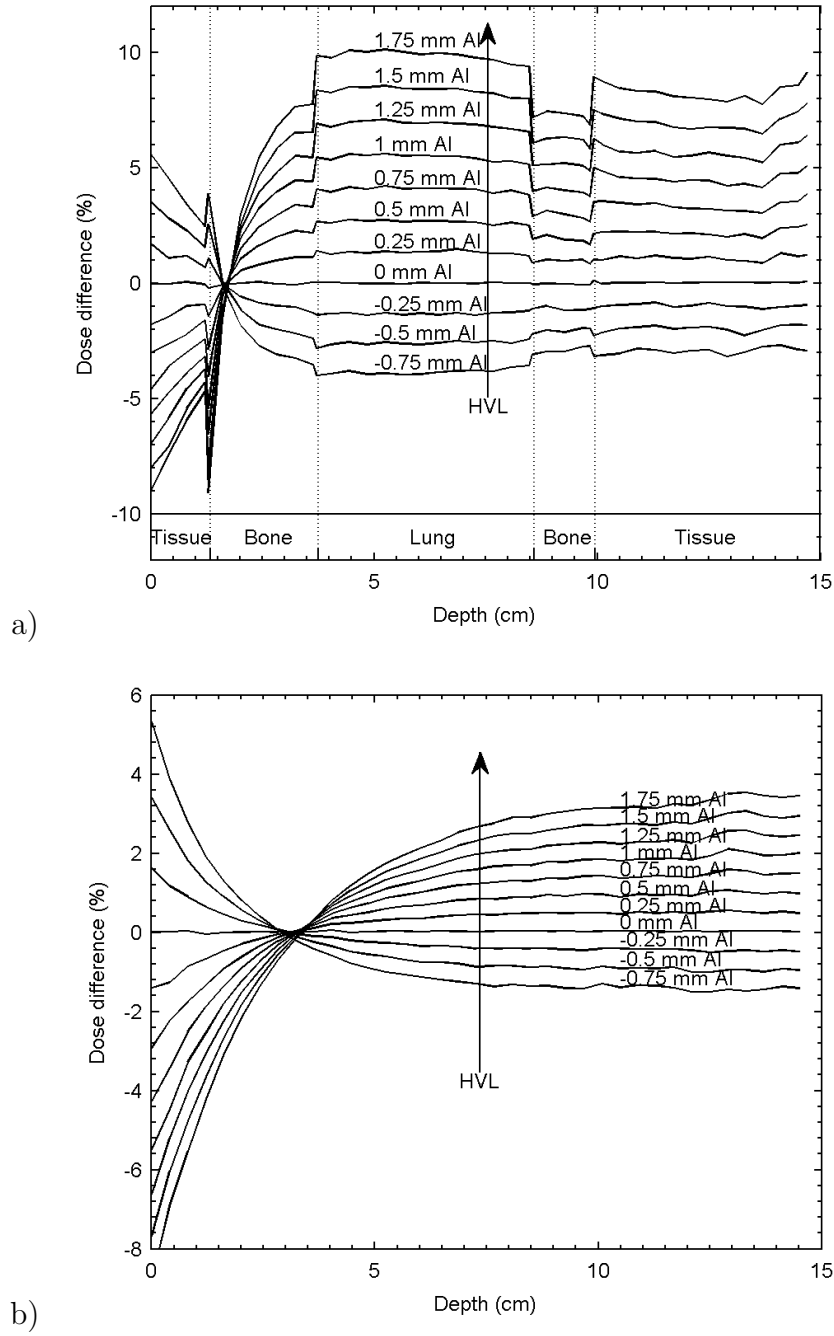 10
5
0
-5
-10
Dose difference (%)
1.75 mm Al
1.5 mm Al
1.25 mm Al
1 mm Al
0.75 mm Al
0.5 mm Al
0.25 mm Al
0 mm Al
-0.25 mm Al
-0.5 mm Al
-0.75 mm Al
HVL
Tissue Bone Lung Bone Tissue
0 5 10 15
Depth (cm)
a)
6
4
2
0
-2
-4
-6
-8
Dose difference (%)
1.75 mm Al
1.5 mm Al
1.25 mm Al
1 mm Al
0.75 mm Al
0.5 mm Al
0.25 mm Al
0 mm Al
-0.25 mm Al
-0.5 mm Al
-0.75 mm Al
HVL
0 5 10 15
Depth (cm)
b)